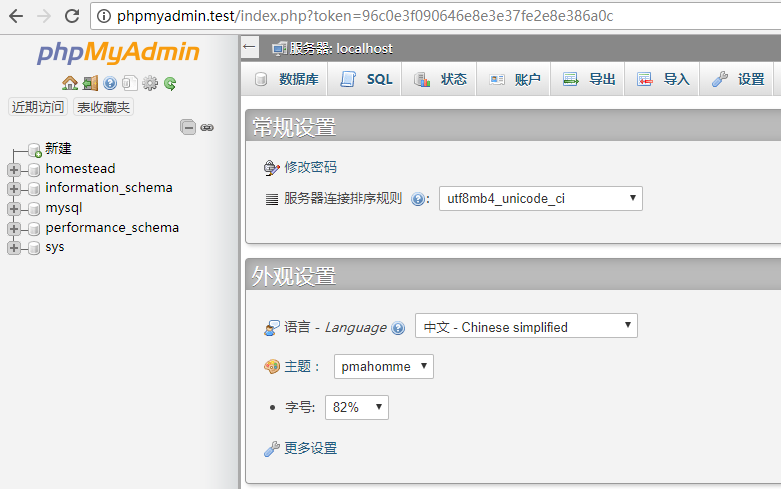 phpmyadmin.test/index.php?token=96c0e3f090646e8e3e37fe2e8e386a0c
phpMyAdmin
近期访问 表收藏夹
新建
homestead
information_schema
mysql
performance_schema
sys
服务器: localhost
数据库 SQL 状态 账户 导出 导入 设置
常规设置
修改密码
服务器连接排序规则 : utf8mb4_unicode_ci
外观设置
语言 - Language 中文 - Chinese simplified
主题： pmahomme
字号: 82%
更多设置